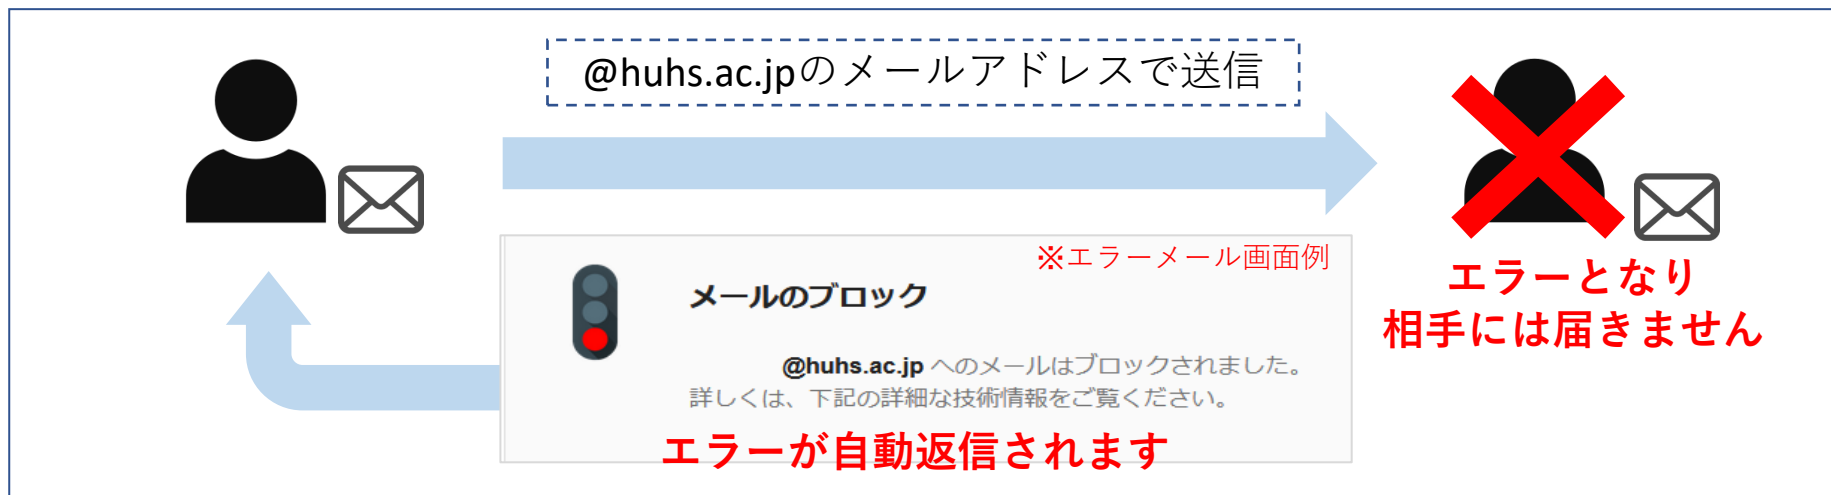 @huhs.ac.jpのメールアドレスで送信
※エラーメール画面例
メールのブロック
@huhs.ac.jp へのメールはブロックされました。
詳しくは、下記の詳細な技術情報をご覧ください。
エラーが自動返信されます
エラーとなり
相手には届きません